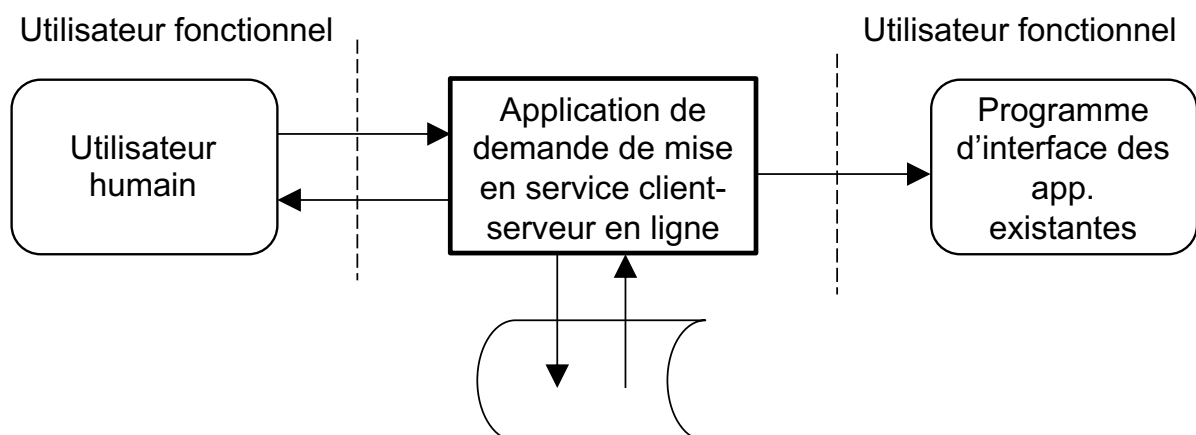 Utilisateur fonctionnel
Utilisateur fonctionnel
Utilisateur
humain
Application de
demande de mise
en service client-
serveur en ligne
Programme
d’interface des
app.
existantes